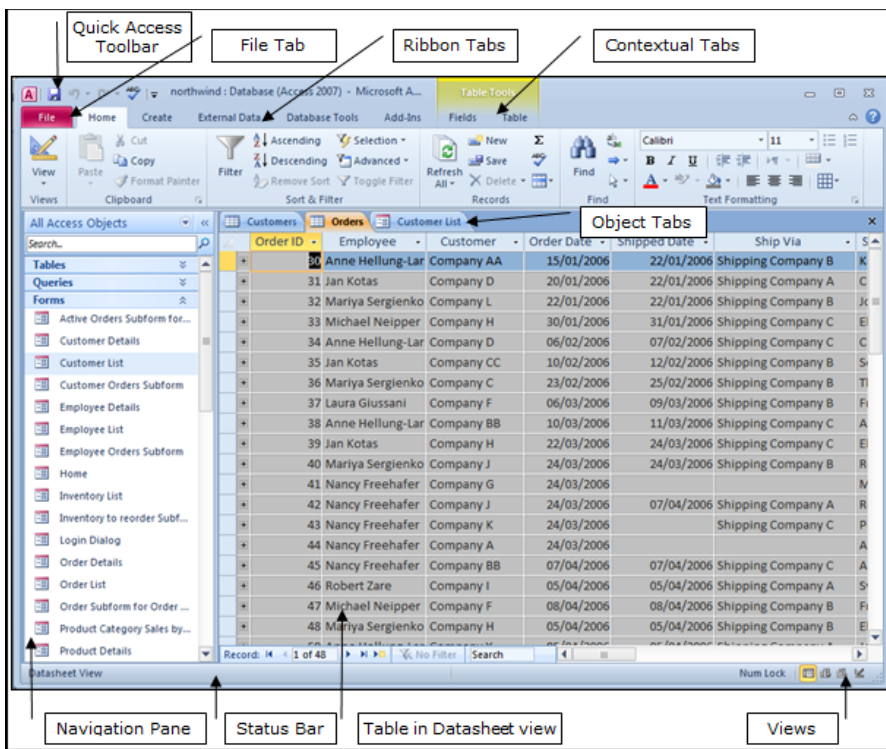 Quick Access
Toolbar
File Tab
Ribbon Tabs
Contextual Tabs
northwind : Database (Access 2007) - Microsoft A...
Table Tools
File Home Create External Data Database Tools Add-Ins Fields Table
View
Views
Paste
Cut
Copy
Format Painter
Clipboard
Filter
Ascending
Descending
Remove Sort
Selection
Advanced
Toggle Filter
Sort & Filter
Refresh
All
New
Save
Delete
Σ
Records
Find
Find
Calibri 11
B I U
A
Text Formatting
All Access Objects
Search...
Tables
Queries
Forms
Active Orders Subform for...
Customer Details
Customer List
Customer Orders Subform
Employee Details
Employee List
Employee Orders Subform
Home
Inventory List
Inventory to reorder Subf...
Login Dialog
Order Details
Order List
Order Subform for Order ...
Product Category Sales by...
Product Details
Customers Orders Customer List
Object Tabs
Order ID Employee Customer Order Date Shipped Date Ship Via S
30 Anne Hellung-Lar Company AA 15/01/2006 22/01/2006 Shipping Company B K
31 Jan Kotas Company D 20/01/2006 22/01/2006 Shipping Company A C
32 Mariya Sergienko Company L 22/01/2006 22/01/2006 Shipping Company B Jo
33 Michael Neipper Company H 30/01/2006 31/01/2006 Shipping Company C El
34 Anne Hellung-Lar Company D 06/02/2006 07/02/2006 Shipping Company C C
35 Jan Kotas Company CC 10/02/2006 12/02/2006 Shipping Company B So
36 Mariya Sergienko Company C 23/02/2006 25/02/2006 Shipping Company B Tl
37 Laura Giussani Company F 06/03/2006 09/03/2006 Shipping Company B Fr
38 Anne Hellung-Lar Company BB 10/03/2006 11/03/2006 Shipping Company C A
39 Jan Kotas Company H 22/03/2006 24/03/2006 Shipping Company C El
40 Mariya Sergienko Company J 24/03/2006 24/03/2006 Shipping Company B R
41 Nancy Freehafer Company G 24/03/2006 M
42 Nancy Freehafer Company J 24/03/2006 07/04/2006 Shipping Company A R
43 Nancy Freehafer Company K 24/03/2006 Shipping Company C P
44 Nancy Freehafer Company A 24/03/2006 A
45 Nancy Freehafer Company BB 07/04/2006 07/04/2006 Shipping Company C A
46 Robert Zare Company I 05/04/2006 05/04/2006 Shipping Company A Sv
47 Michael Neipper Company F 08/04/2006 08/04/2006 Shipping Company B Fr
48 Mariya Sergienko Company H 05/04/2006 05/04/2006 Shipping Company B El
Record: 1 of 48 No Filter Search
Datasheet View
Num Lock
Navigation Pane
Status Bar
Table in Datasheet view
Views